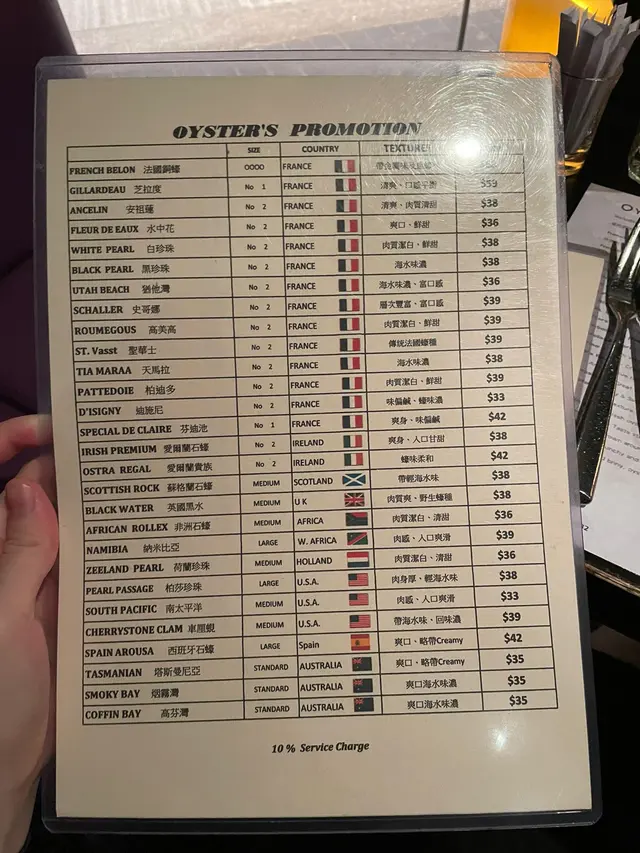 OYSTER'S PROMOTION
SIZE COUNTRY TEXTURE
FRENCH BELON 法國銅蠔 0000 FRANCE
GILLARDEAU 芝拉度 No 1 FRANCE 清爽、口感平衡 $59
ANCELIN 安祖蓮 No 2 FRANCE 清爽、肉質清甜 $38
FLEUR DE EAUX 水中花 No 2 FRANCE 爽口、鮮甜 $36
WHITE PEARL 白珍珠 No 2 FRANCE 肉質潔白、鮮甜 $38
BLACK PEARL 黑珍珠 No 2 FRANCE 海水味濃 $38
UTAH BEACH 猶他灣 No 2 FRANCE 海水味濃、富口感 $36
SCHALLER 史哥娜 No 2 FRANCE 層次豐富、富口感 $39
ROUMEGOUS 高美高 No 2 FRANCE 肉質潔白、鮮甜 $39
ST. Vasst 聖華士 No 2 FRANCE 傳統法國蠔種 $39
TIA MARAA 天馬拉 No 2 FRANCE 海水味濃 $38
PATTEDOIE 柏迪多 No 2 FRANCE 肉質潔白、鮮甜 $39
D'ISIGNY 迪施尼 No 2 FRANCE 味偏鹹、蠔味濃 $33
SPECIAL DE CLAIRE 芬迪池 No 1 FRANCE 爽身、味偏鹹 $42
IRISH PREMIUM 愛爾蘭石蠔 No 2 IRELAND 爽身、入口甘甜 $38
OSTRA REGAL 愛爾蘭貴族 No 2 IRELAND 蠔味柔和 $42
SCOTTISH ROCK 蘇格蘭石蠔 MEDIUM SCOTLAND 帶輕海水味 $38
BLACK WATER 英國黑水 MEDIUM U K 肉質爽、野生蠔種 $38
AFRICAN ROLLEX 非洲石蠔 MEDIUM AFRICA 肉質潔白、清甜 $36
NAMIBIA 納米比亞 LARGE W. AFRICA 肉感、入口爽滑 $39
ZEELAND PEARL 荷蘭珍珠 MEDIUM HOLLAND 肉質潔白、清甜 $36
PEARL PASSAGE 柏莎珍珠 LARGE U.S.A. 肉身厚、輕海水味 $38
SOUTH PACIFIC 南太平洋 MEDIUM U.S.A. 肉感、入口爽滑 $33
CHERRYSTONE CLAM 車厘蜆 MEDIUM U.S.A. 帶海水味、回味濃 $39
SPAIN AROUSA 西班牙石蠔 LARGE Spain 爽口、略帶Creamy $42
TASMANIAN 塔斯曼尼亞 STANDARD AUSTRALIA 爽口、略帶Creamy $35
SMOKY BAY 烟霧灣 STANDARD AUSTRALIA 爽口海水味濃 $35
COFFIN BAY 高芬灣 STANDARD AUSTRALIA 爽口海水味濃 $35
10 % Service Charge